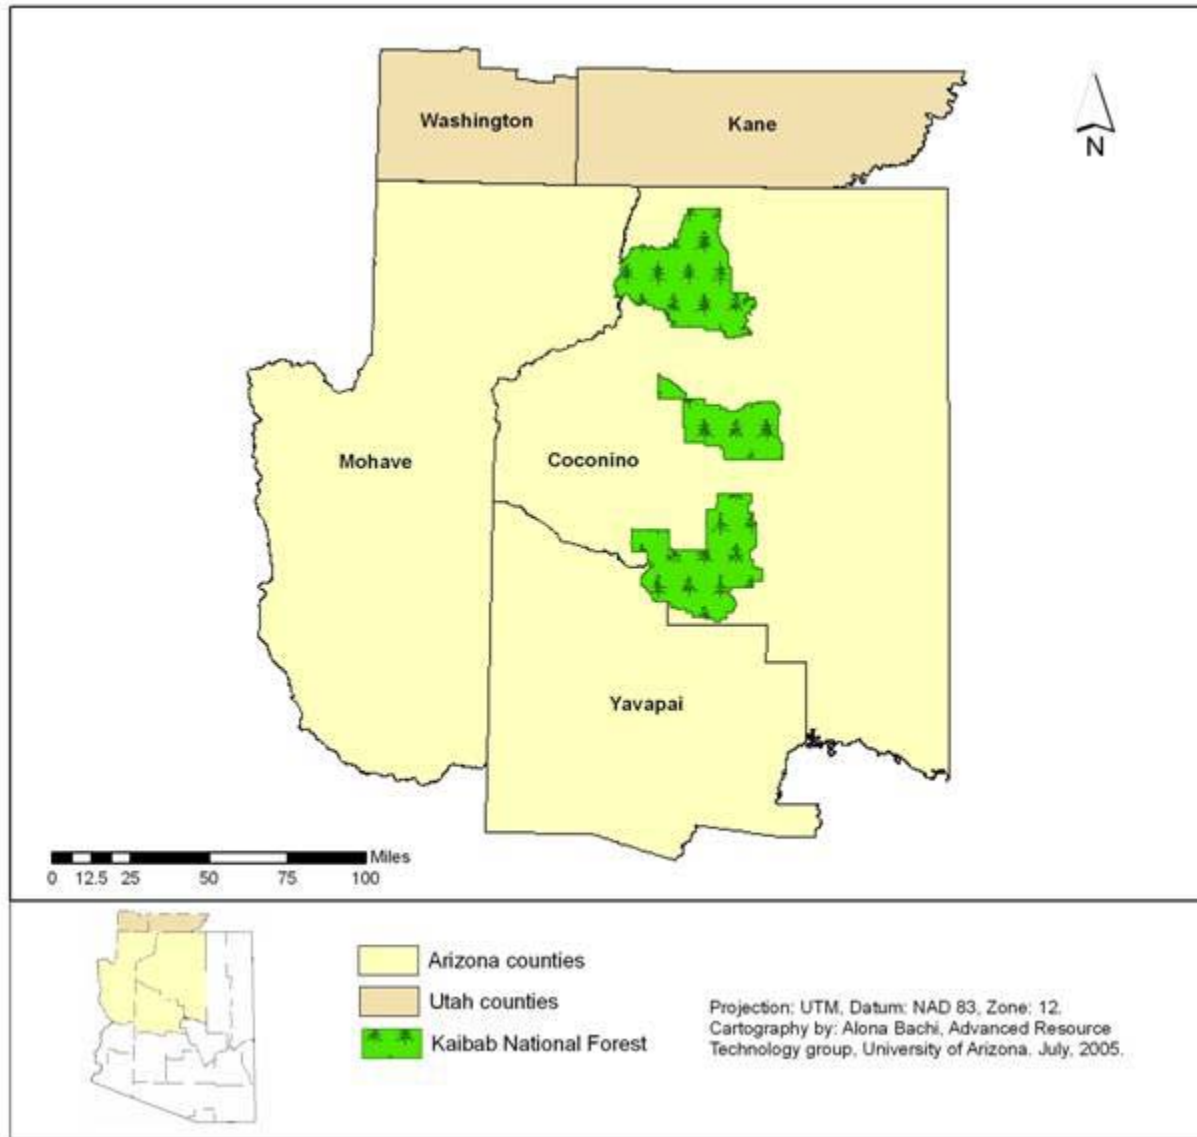 Washington
Kane
N
Mohave
Coconino
Yavapai
Miles
0 12.5 25 50 75 100
Arizona counties
Utah counties
Kaibab National Forest
Projection: UTM, Datum: NAD 83, Zone: 12.
Cartography by: Alona Bachi, Advanced Resource
Technology group, University of Arizona. July, 2005.